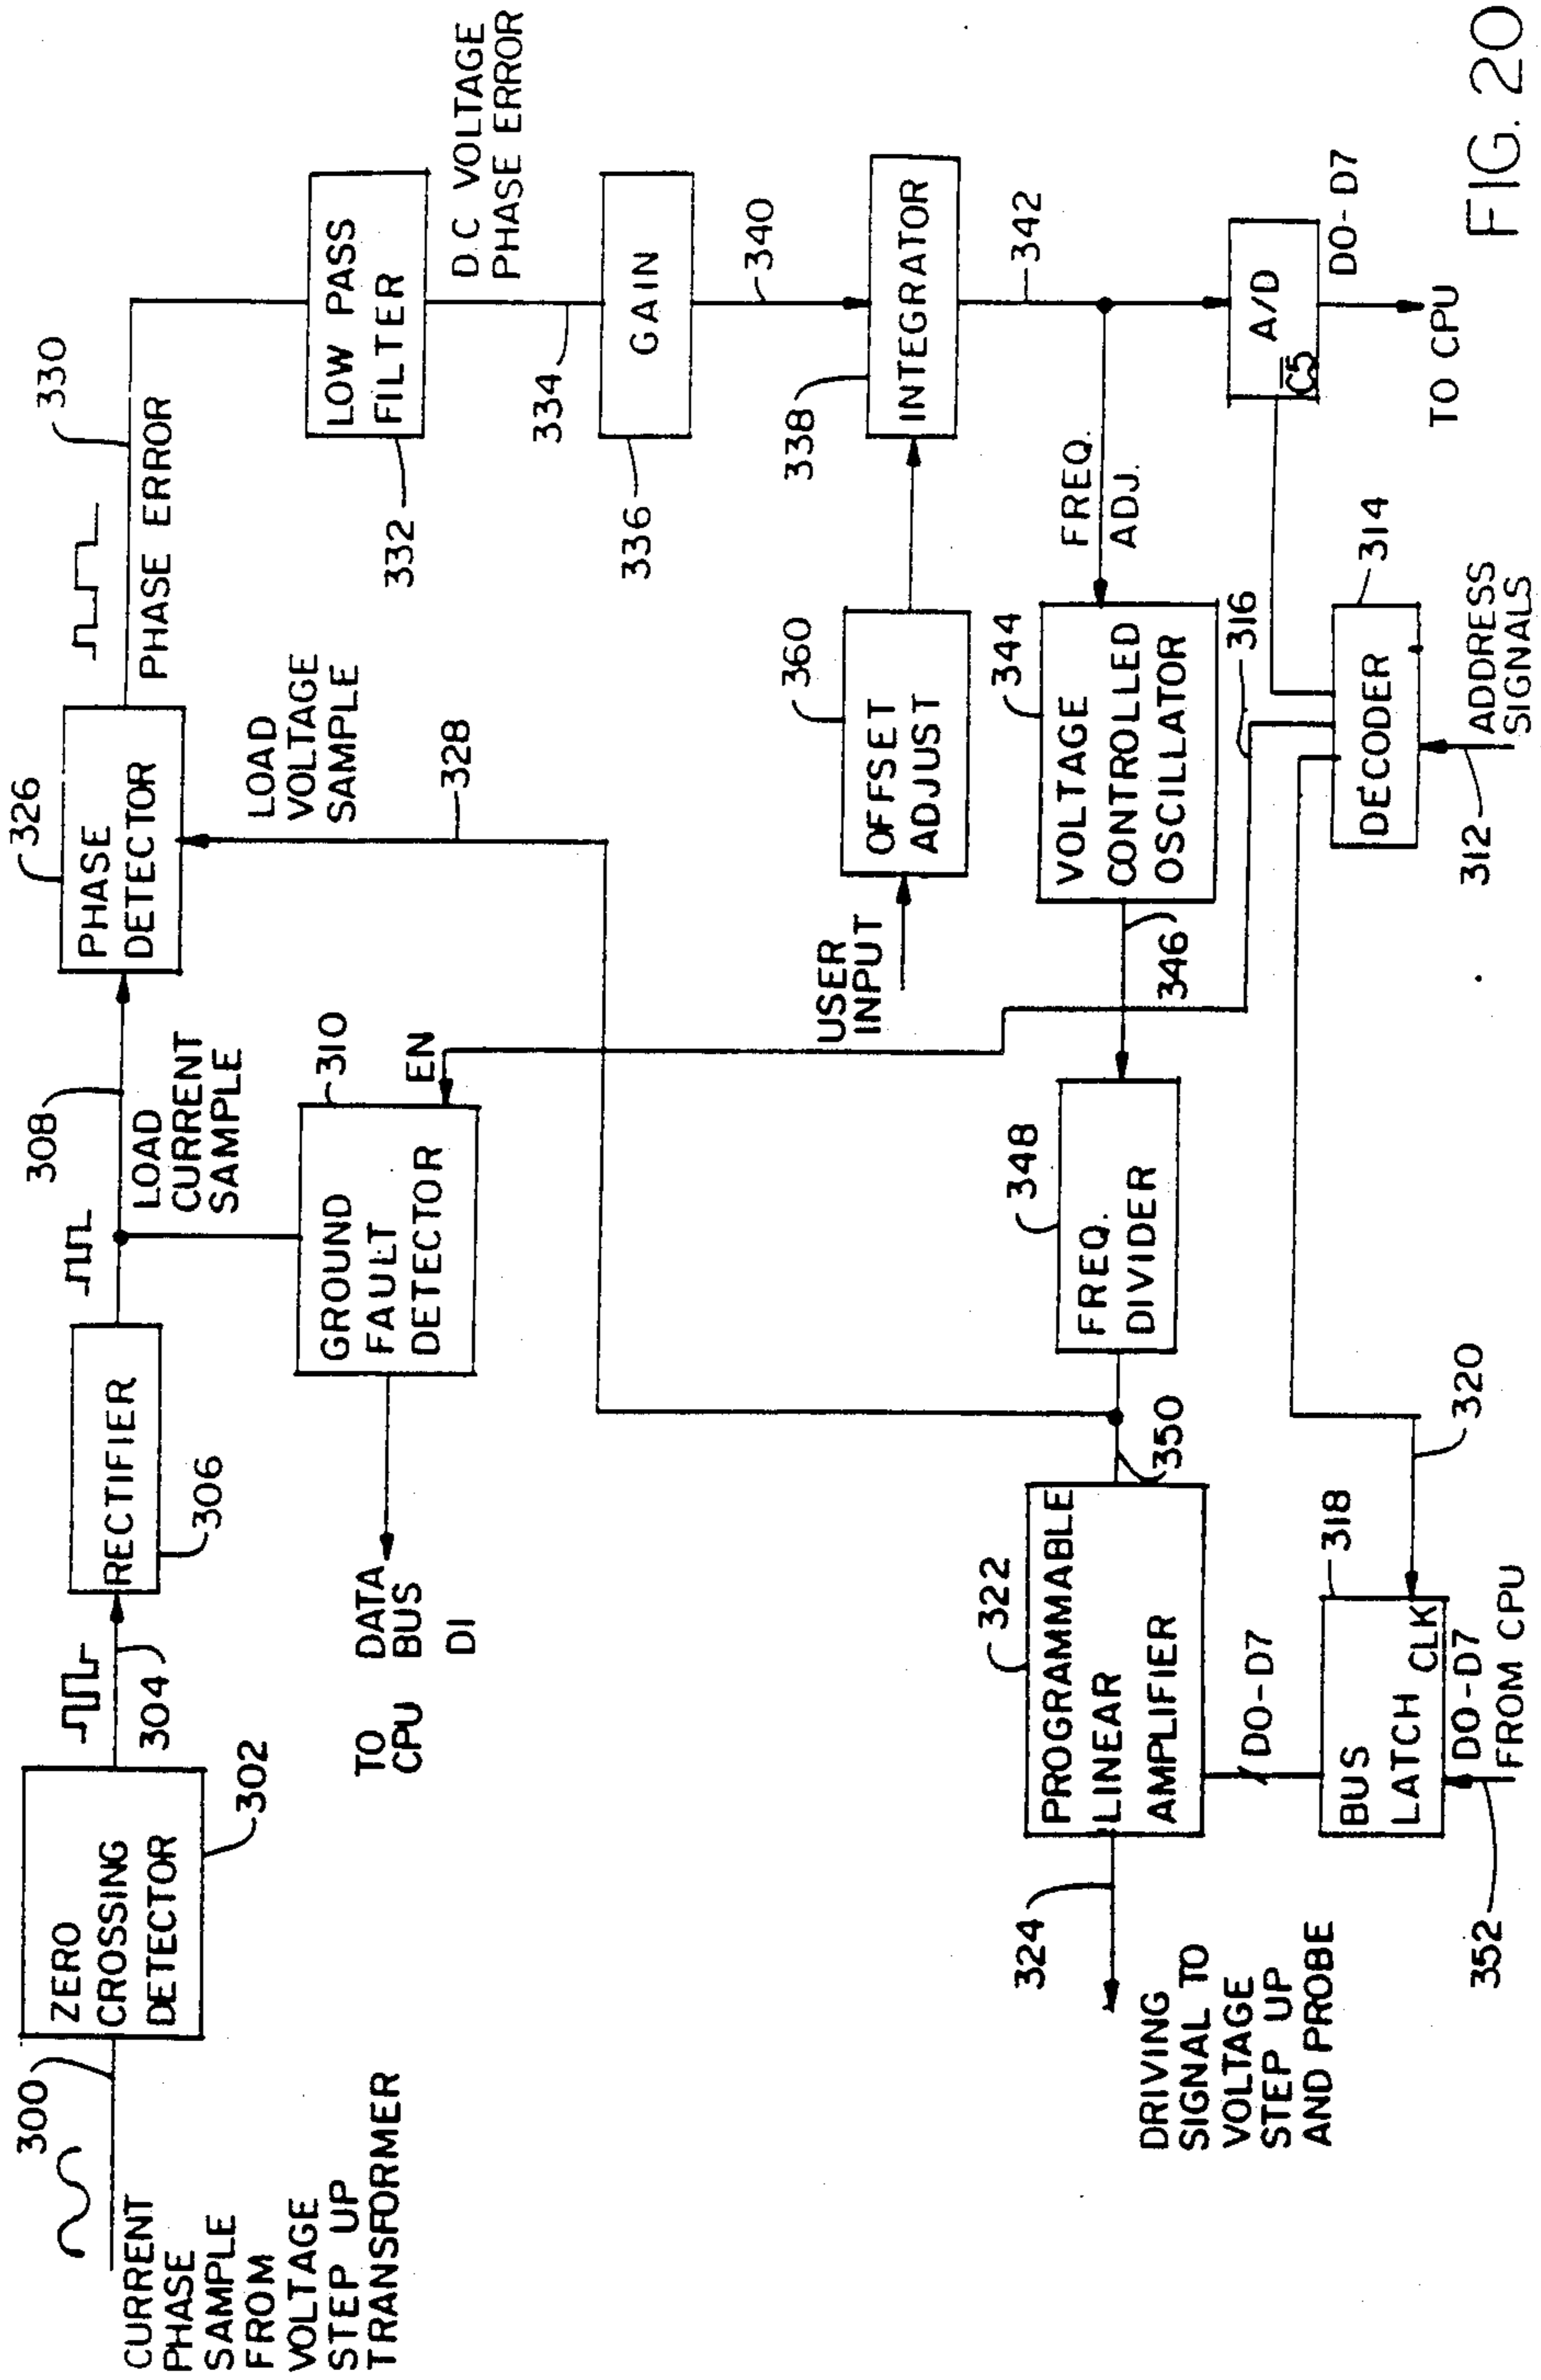 300
CURRENT
PHASE
SAMPLE
FROM
VOLTAGE
STEP UP
TRANSFORMER
ZERO
CROSSING
DETECTOR
302
304
RECTIFIER
306
308
LOAD
CURRENT
SAMPLE
326
PHASE
DETECTOR
330
PHASE ERROR
310
GROUND
FAULT
DETECTOR
EN
TO DATA
CPU BUS
D1
LOAD
VOLTAGE
SAMPLE
328
LOW PASS
FILTER
332
D.C VOLTAGE
PHASE ERROR
334
GAIN
336
340
INTEGRATOR
338
342
360
OFFSET
ADJUST
USER
INPUT
FREQ.
ADJ.
344
VOLTAGE
CONTROLLED
OSCILLATOR
346
316
348
FREQ.
DIVIDER
350
322
PROGRAMMABLE
LINEAR
AMPLIFIER
324
DRIVING
SIGNAL TO
VOLTAGE
STEP UP
AND PROBE
D0-D7
318
BUS
LATCH CLK
320
D0-D7
FROM CPU
352
314
DECODER
312
ADDRESS
SIGNALS
A/D
C5
D0-D7
TO CPU
FIG. 20